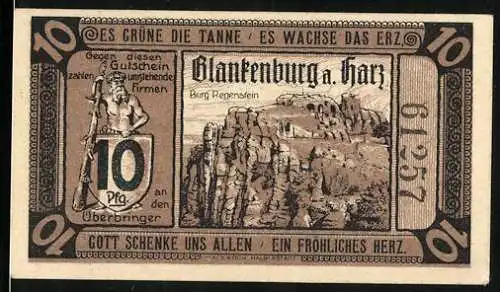 10 ES GRÜNE DIE TANNE / ES WACHSE DAS ERZ. 10
Gegen diesen
Gutschein
zahlen umstehende
Firmen
10
Pfg.
an
den
Überbringer
Blankenburg a. Harz
Burg Regenstein
61257
10 GOTT SCHENKE UNS ALLEN / EIN FRÖHLICHES HERZ. 10